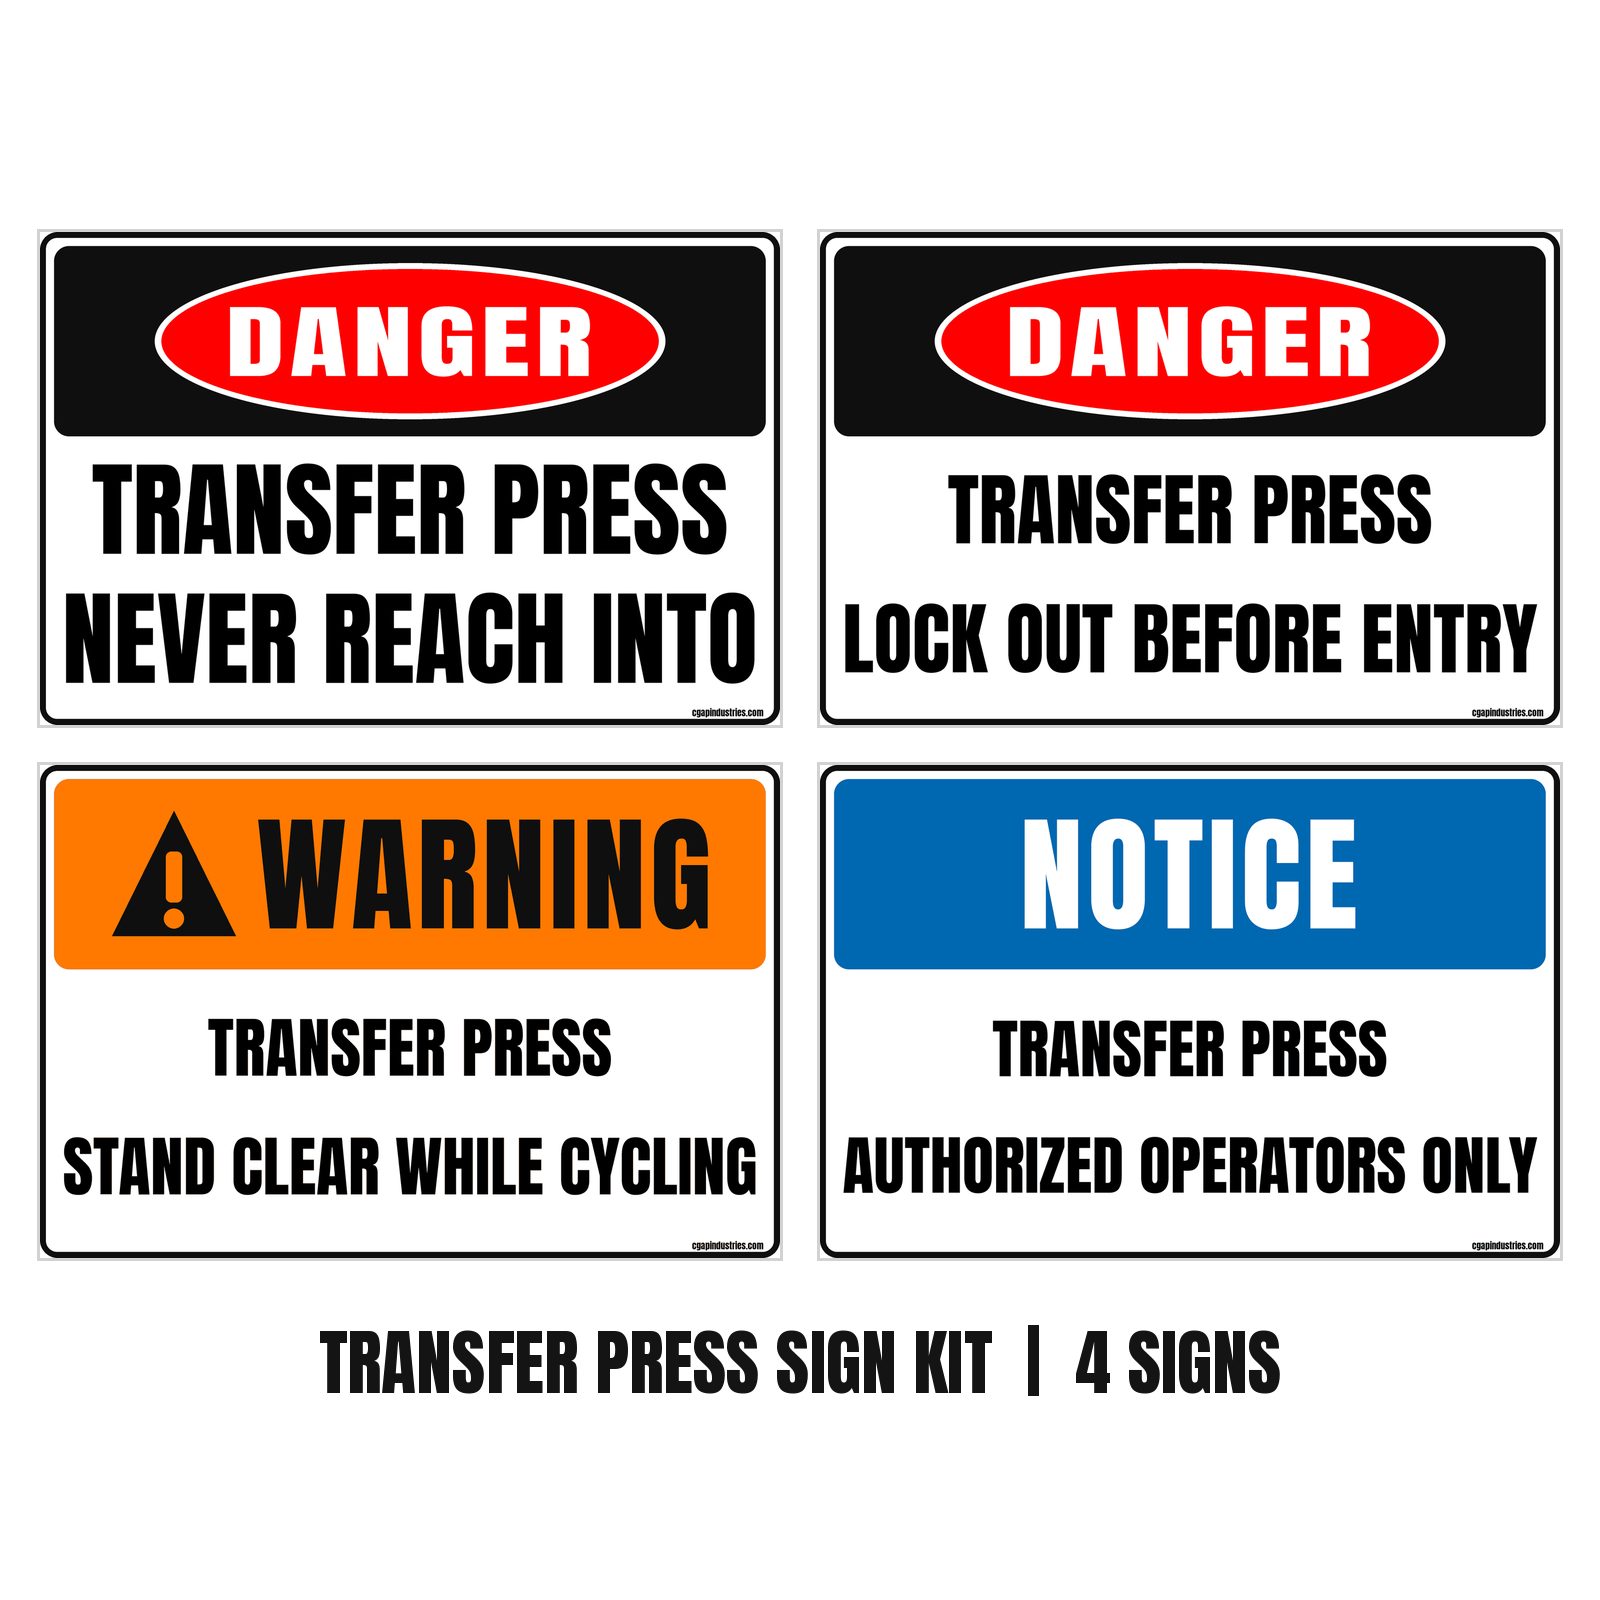 DANGER
TRANSFER PRESS
NEVER REACH INTO
cgapindustries.com
DANGER
TRANSFER PRESS
LOCK OUT BEFORE ENTRY
cgapindustries.com
WARNING
TRANSFER PRESS
STAND CLEAR WHILE CYCLING
cgapindustries.com
NOTICE
TRANSFER PRESS
AUTHORIZED OPERATORS ONLY
cgapindustries.com
TRANSFER PRESS SIGN KIT | 4 SIGNS